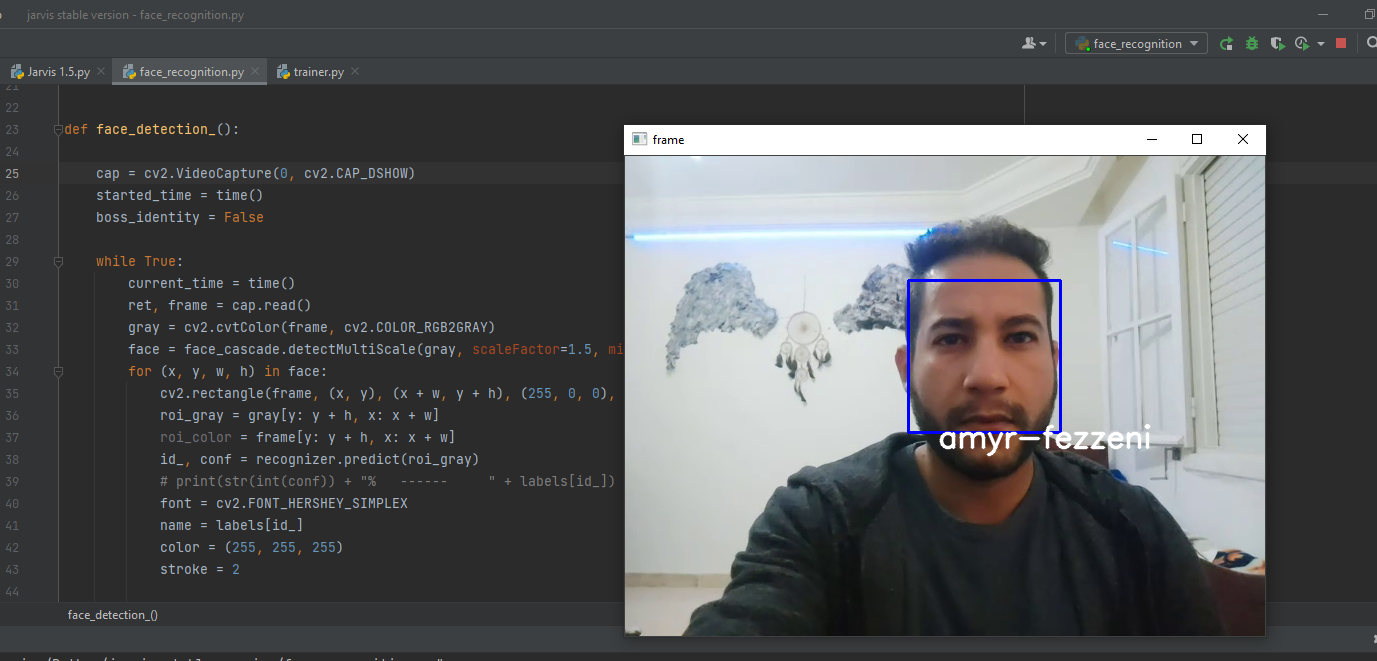 jarvis stable version - face_recognition.py
face_recognition
Jarvis 1.5.py
face_recognition.py
trainer.py
21
22
23 def face_detection_():
24
25 cap = cv2.VideoCapture(0, cv2.CAP_DSHOW)
26 started_time = time()
27 boss_identity = False
28
29 while True:
30 current_time = time()
31 ret, frame = cap.read()
32 gray = cv2.cvtColor(frame, cv2.COLOR_RGB2GRAY)
33 face = face_cascade.detectMultiScale(gray, scaleFactor=1.5, mi
34 for (x, y, w, h) in face:
35 cv2.rectangle(frame, (x, y), (x + w, y + h), (255, 0, 0),
36 roi_gray = gray[y: y + h, x: x + w]
37 roi_color = frame[y: y + h, x: x + w]
38 id_, conf = recognizer.predict(roi_gray)
39 # print(str(int(conf)) + "% ------ " + labels[id_])
40 font = cv2.FONT_HERSHEY_SIMPLEX
41 name = labels[id_]
42 color = (255, 255, 255)
43 stroke = 2
44
frame
amyr-fezzeni
face_detection_()